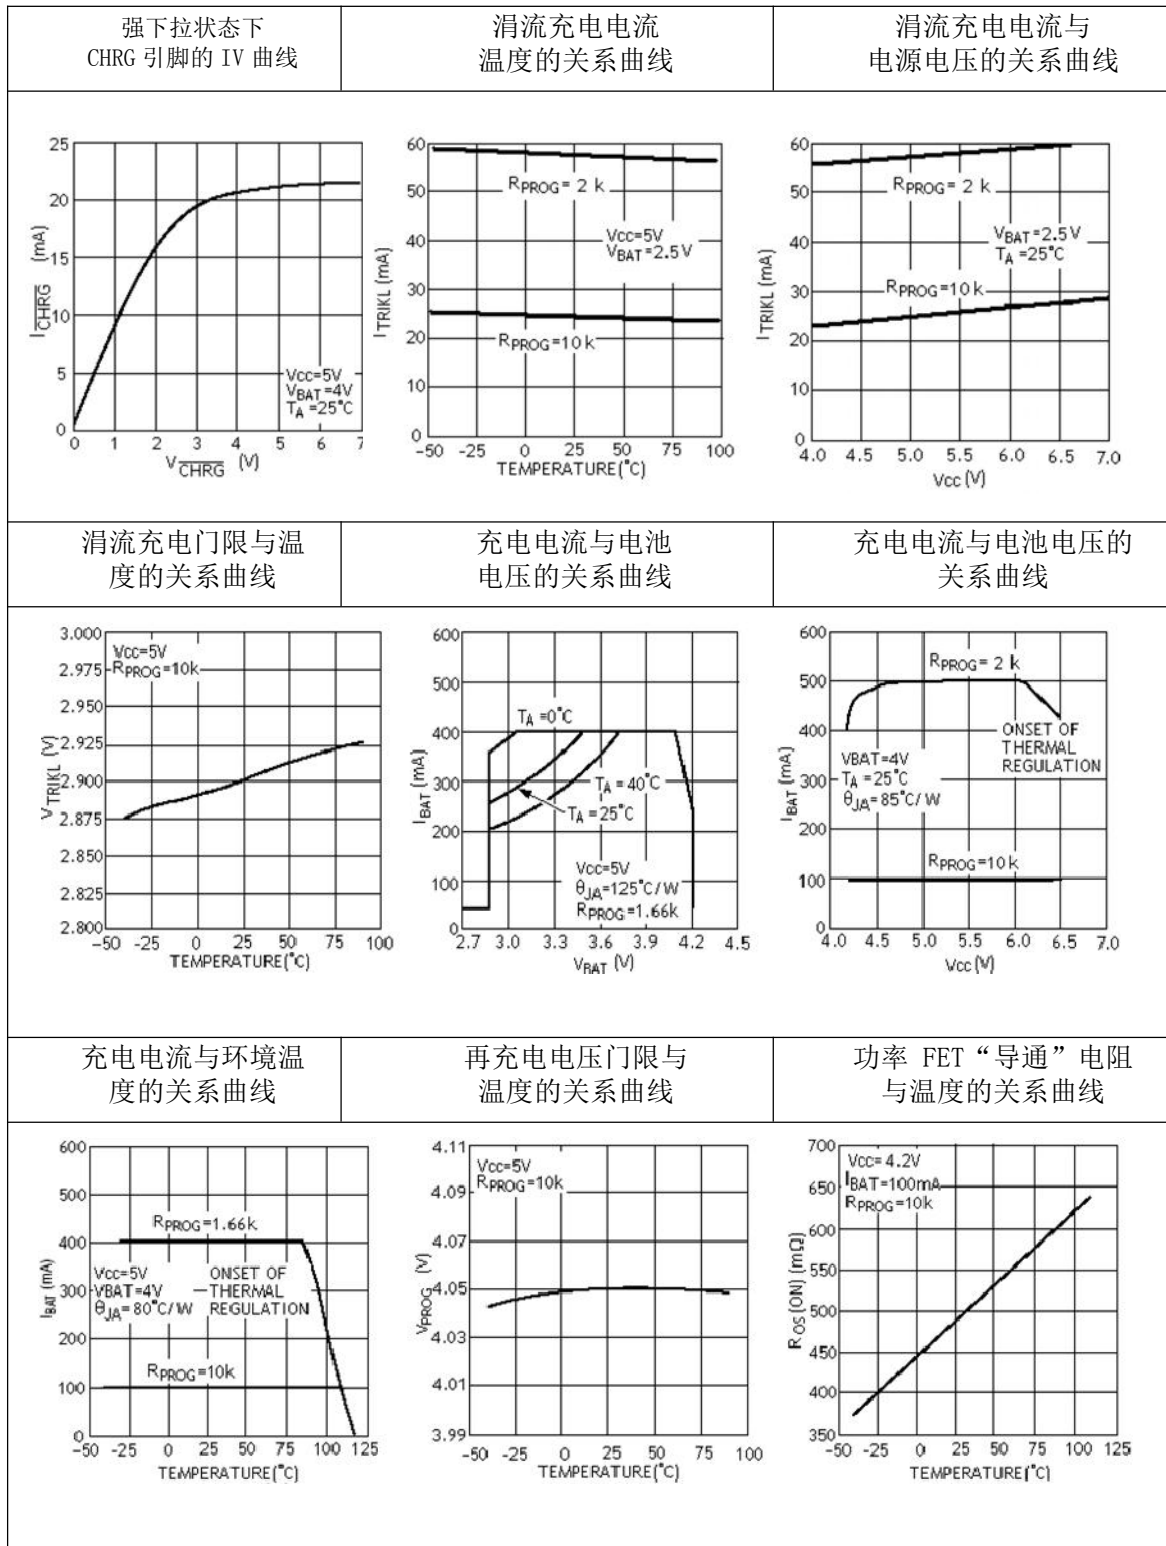 强下拉状态下
CHRG 引脚的 IV 曲线
涓流充电电流
温度的关系曲线
涓流充电电流与
电源电压的关系曲线
25
20
15
10
5
0
I CHRG (mA)
Vcc=5V
VBAT=4V
TA=25°C
0 1 2 3 4 5 6 7
V CHRG (V)
60
50
40
30
20
10
0
ITRIKL (mA)
RPROG= 2 k
Vcc=5V
VBAT=2.5V
RPROG=10k
-50 -25 0 25 50 75 100
TEMPERATURE(°C)
60
50
40
30
20
10
0
ITRIKL (mA)
RPROG= 2 k
VBAT=2.5V
TA=25°C
RPROG=10k
4.0 4.5 5.0 5.5 6.0 6.5 7.0
Vcc(V)
涓流充电门限与温
度的关系曲线
充电电流与电池
电压的关系曲线
充电电流与电池电压的
关系曲线
3.000
2.975
2.950
2.925
2.900
2.875
2.850
2.825
2.800
VTRIKL (V)
Vcc=5V
RPROG=10k
-50 -25 0 25 50 75 100
TEMPERATURE(°C)
600
500
400
300
200
100
0
IBAT (mA)
TA=0°C
TA=40°C
TA=25°C
Vcc=5V
θJA=125°C/W
RPROG=1.66k
2.7 3.0 3.3 3.6 3.9 4.2 4.5
VBAT (V)
600
500
400
300
200
100
0
IBAT (mA)
RPROG= 2 k
ONSET OF
THERMAL
REGULATION
VBAT=4V
TA=25°C
θJA=85°C/W
RPROG=10k
4.0 4.5 5.0 5.5 6.0 6.5 7.0
Vcc(V)
充电电流与环境温
度的关系曲线
再充电电压门限与
温度的关系曲线
功率 FET“导通”电阻
与温度的关系曲线
600
500
400
300
200
100
0
IBAT (mA)
RPROG=1.66k
Vcc=5V
VBAT=4V
θJA=80°C/W
ONSET OF
THERMAL
REGULATION
RPROG=10k
-50 -25 0 25 50 75 100 125
TEMPERATURE(°C)
4.11
4.09
4.07
4.05
4.03
4.01
3.99
VPROG (V)
Vcc=5V
RPROG=10k
-50 -25 0 25 50 75 100
TEMPERATURE(°C)
700
650
600
550
500
450
400
350
ROS(ON) (mΩ)
Vcc=4.2V
IBAT=100mA
RPROG=10k
-50 -25 0 25 50 75 100 125
TEMPERATURE(°C)